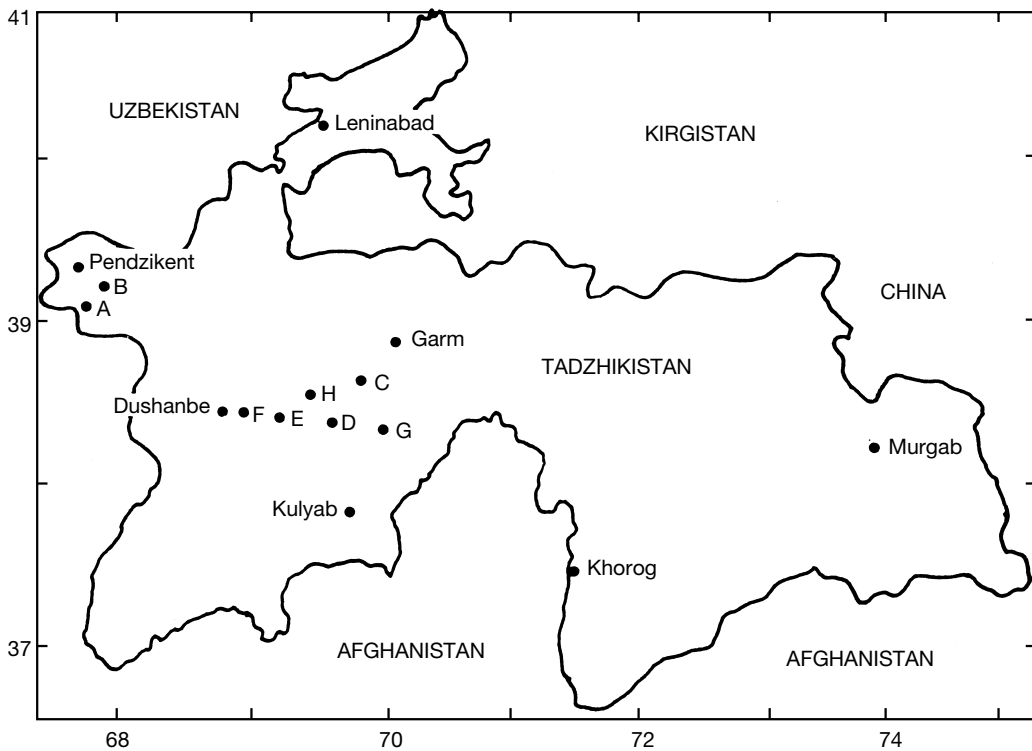 41
UZBEKISTAN
Leninabad
KIRGISTAN
Pendzikent
B
A
CHINA
39
Garm
TADZHIKISTAN
C
H
Dushanbe
F
E
D
G
Murgab
Kulyab
Khorog
37
AFGHANISTAN
AFGHANISTAN
68
70
72
74